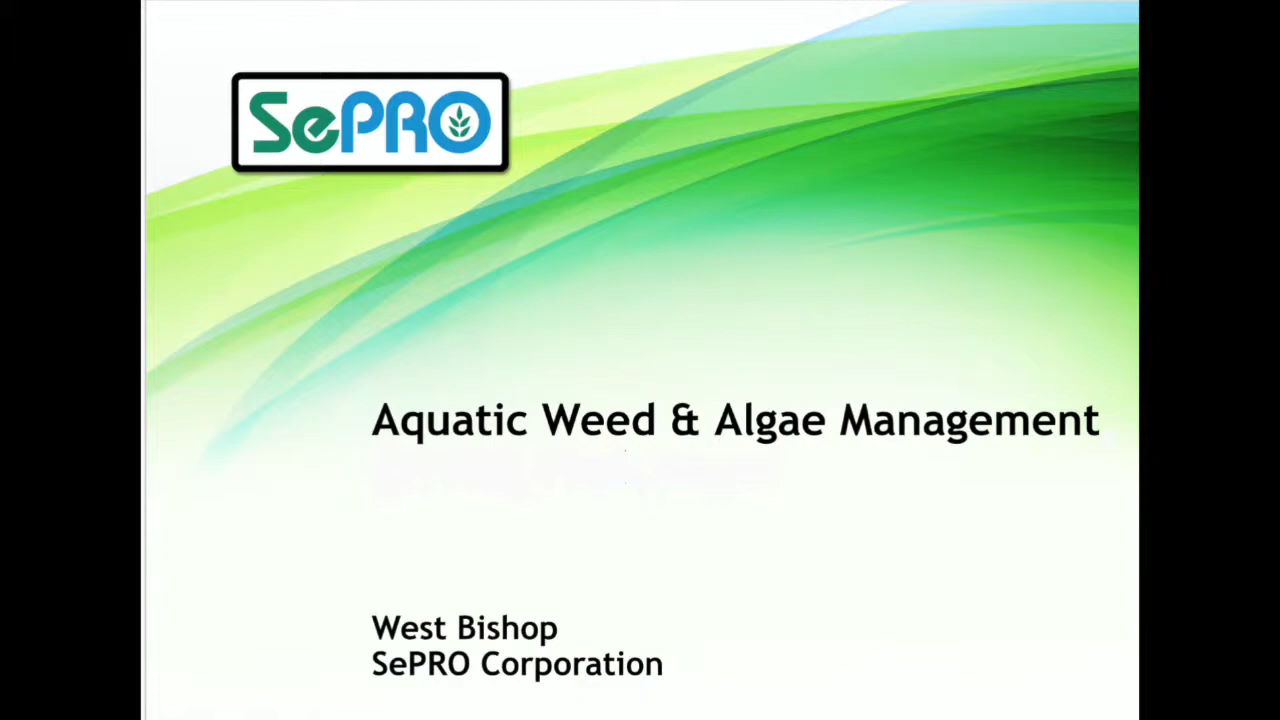 SePRO
Aquatic Weed & Algae Management
West Bishop
SePRO Corporation